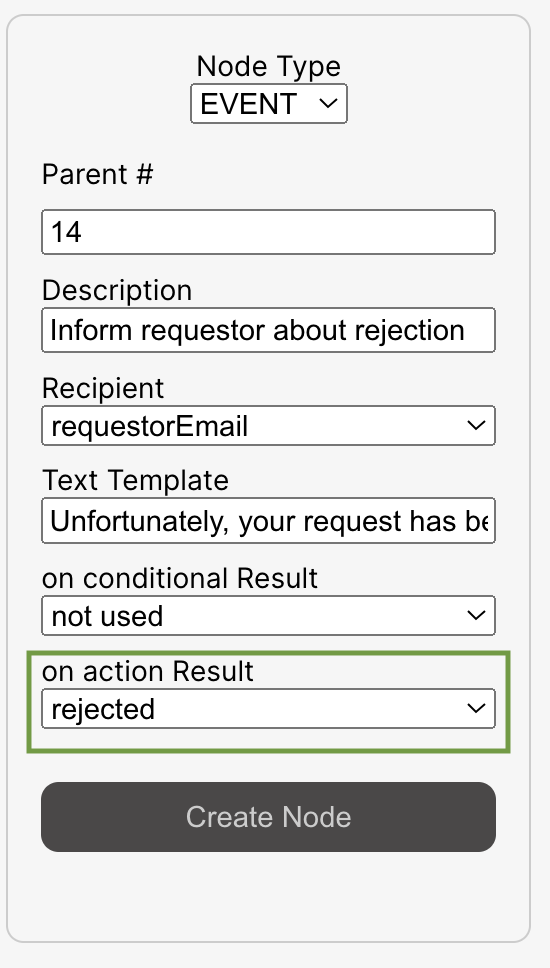 Node Type
EVENT
Parent #
14
Description
Inform requestor about rejection
Recipient
requestorEmail
Text Template
Unfortunately, your request has be
on conditional Result
not used
on action Result
rejected
Create Node